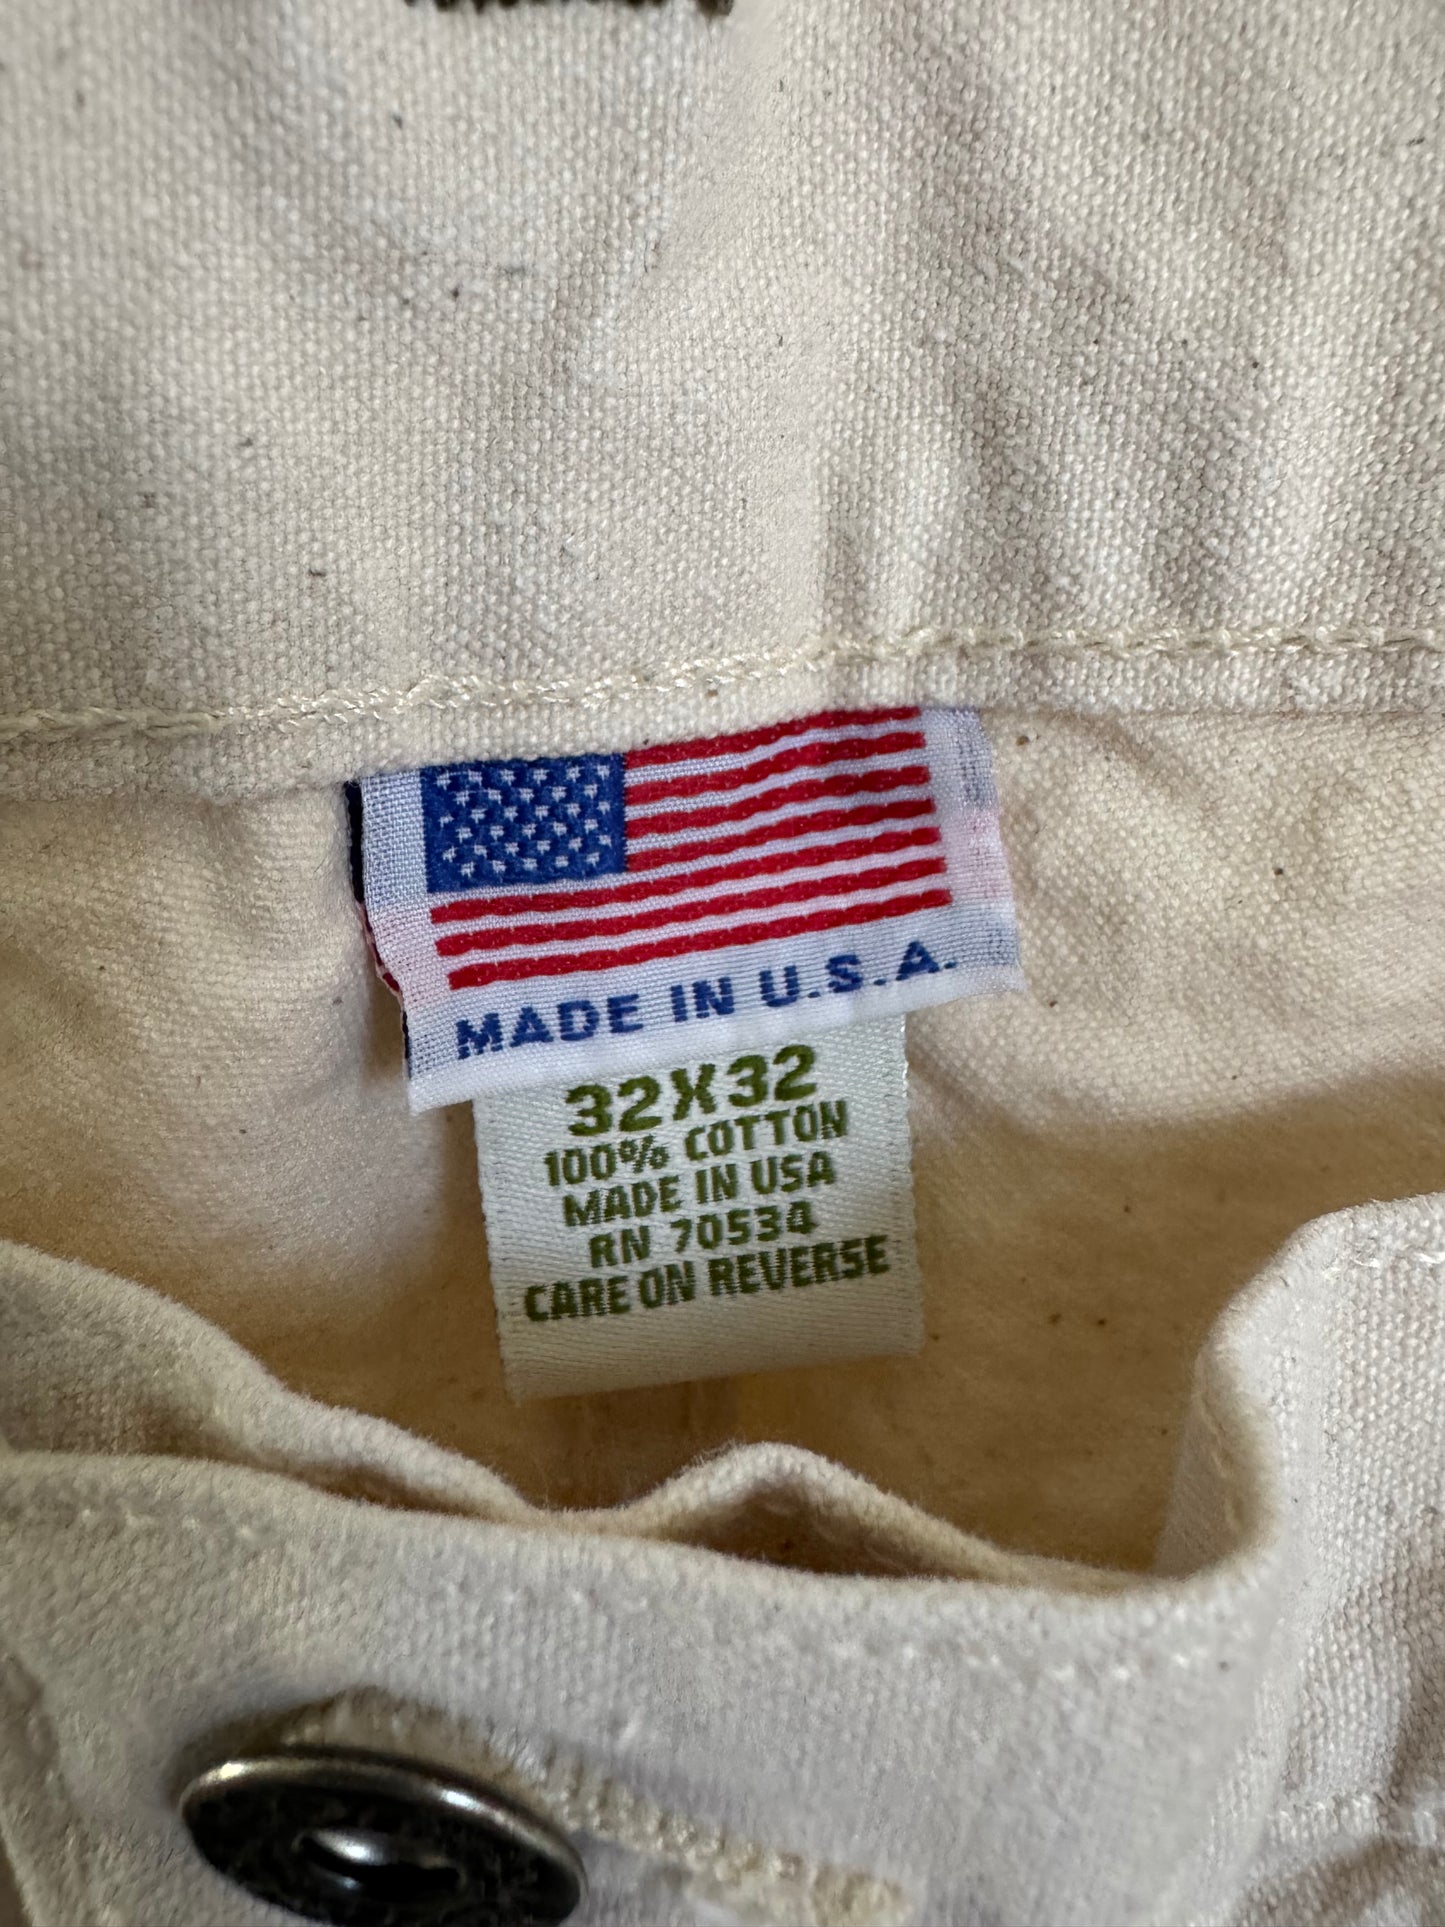 MADE IN U.S.A.
32X32
100% COTTON
MADE IN USA
RN 70534
CARE ON REVERSE